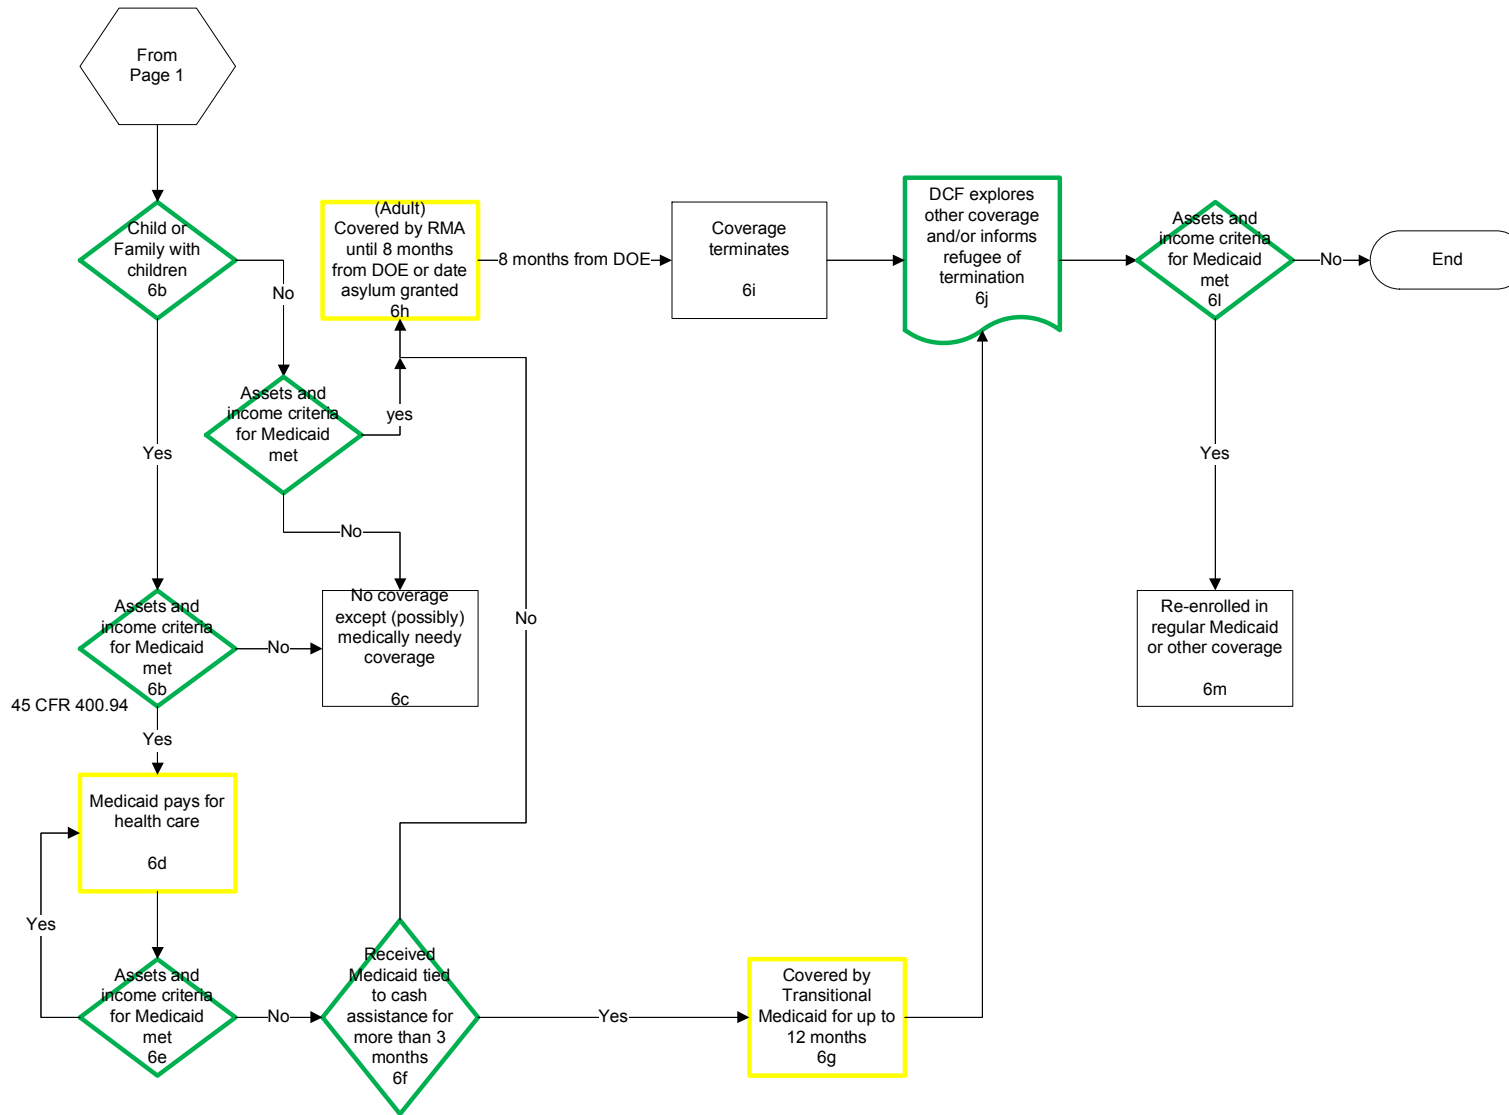 From
Page 1
Child or
Family with
children
6b
No
(Adult)
Covered by RMA
until 8 months
from DOE or date
asylum granted
6h
8 months from DOE
Coverage
terminates
6i
DCF explores
other coverage
and/or informs
refugee of
termination
6j
Assets and
income criteria
for Medicaid
met
6l
No
End
Assets and
income criteria
for Medicaid
met
yes
Yes
Yes
No
No
Assets and
income criteria
for Medicaid
met
6b
45 CFR 400.94
No
No coverage
except (possibly)
medically needy
coverage
6c
Re-enrolled in
regular Medicaid
or other coverage
6m
Yes
Medicaid pays for
health care
6d
Yes
Assets and
income criteria
for Medicaid
met
6e
No
Received
Medicaid tied
to cash
assistance for
more than 3
months
6f
Yes
Covered by
Transitional
Medicaid for up to
12 months
6g